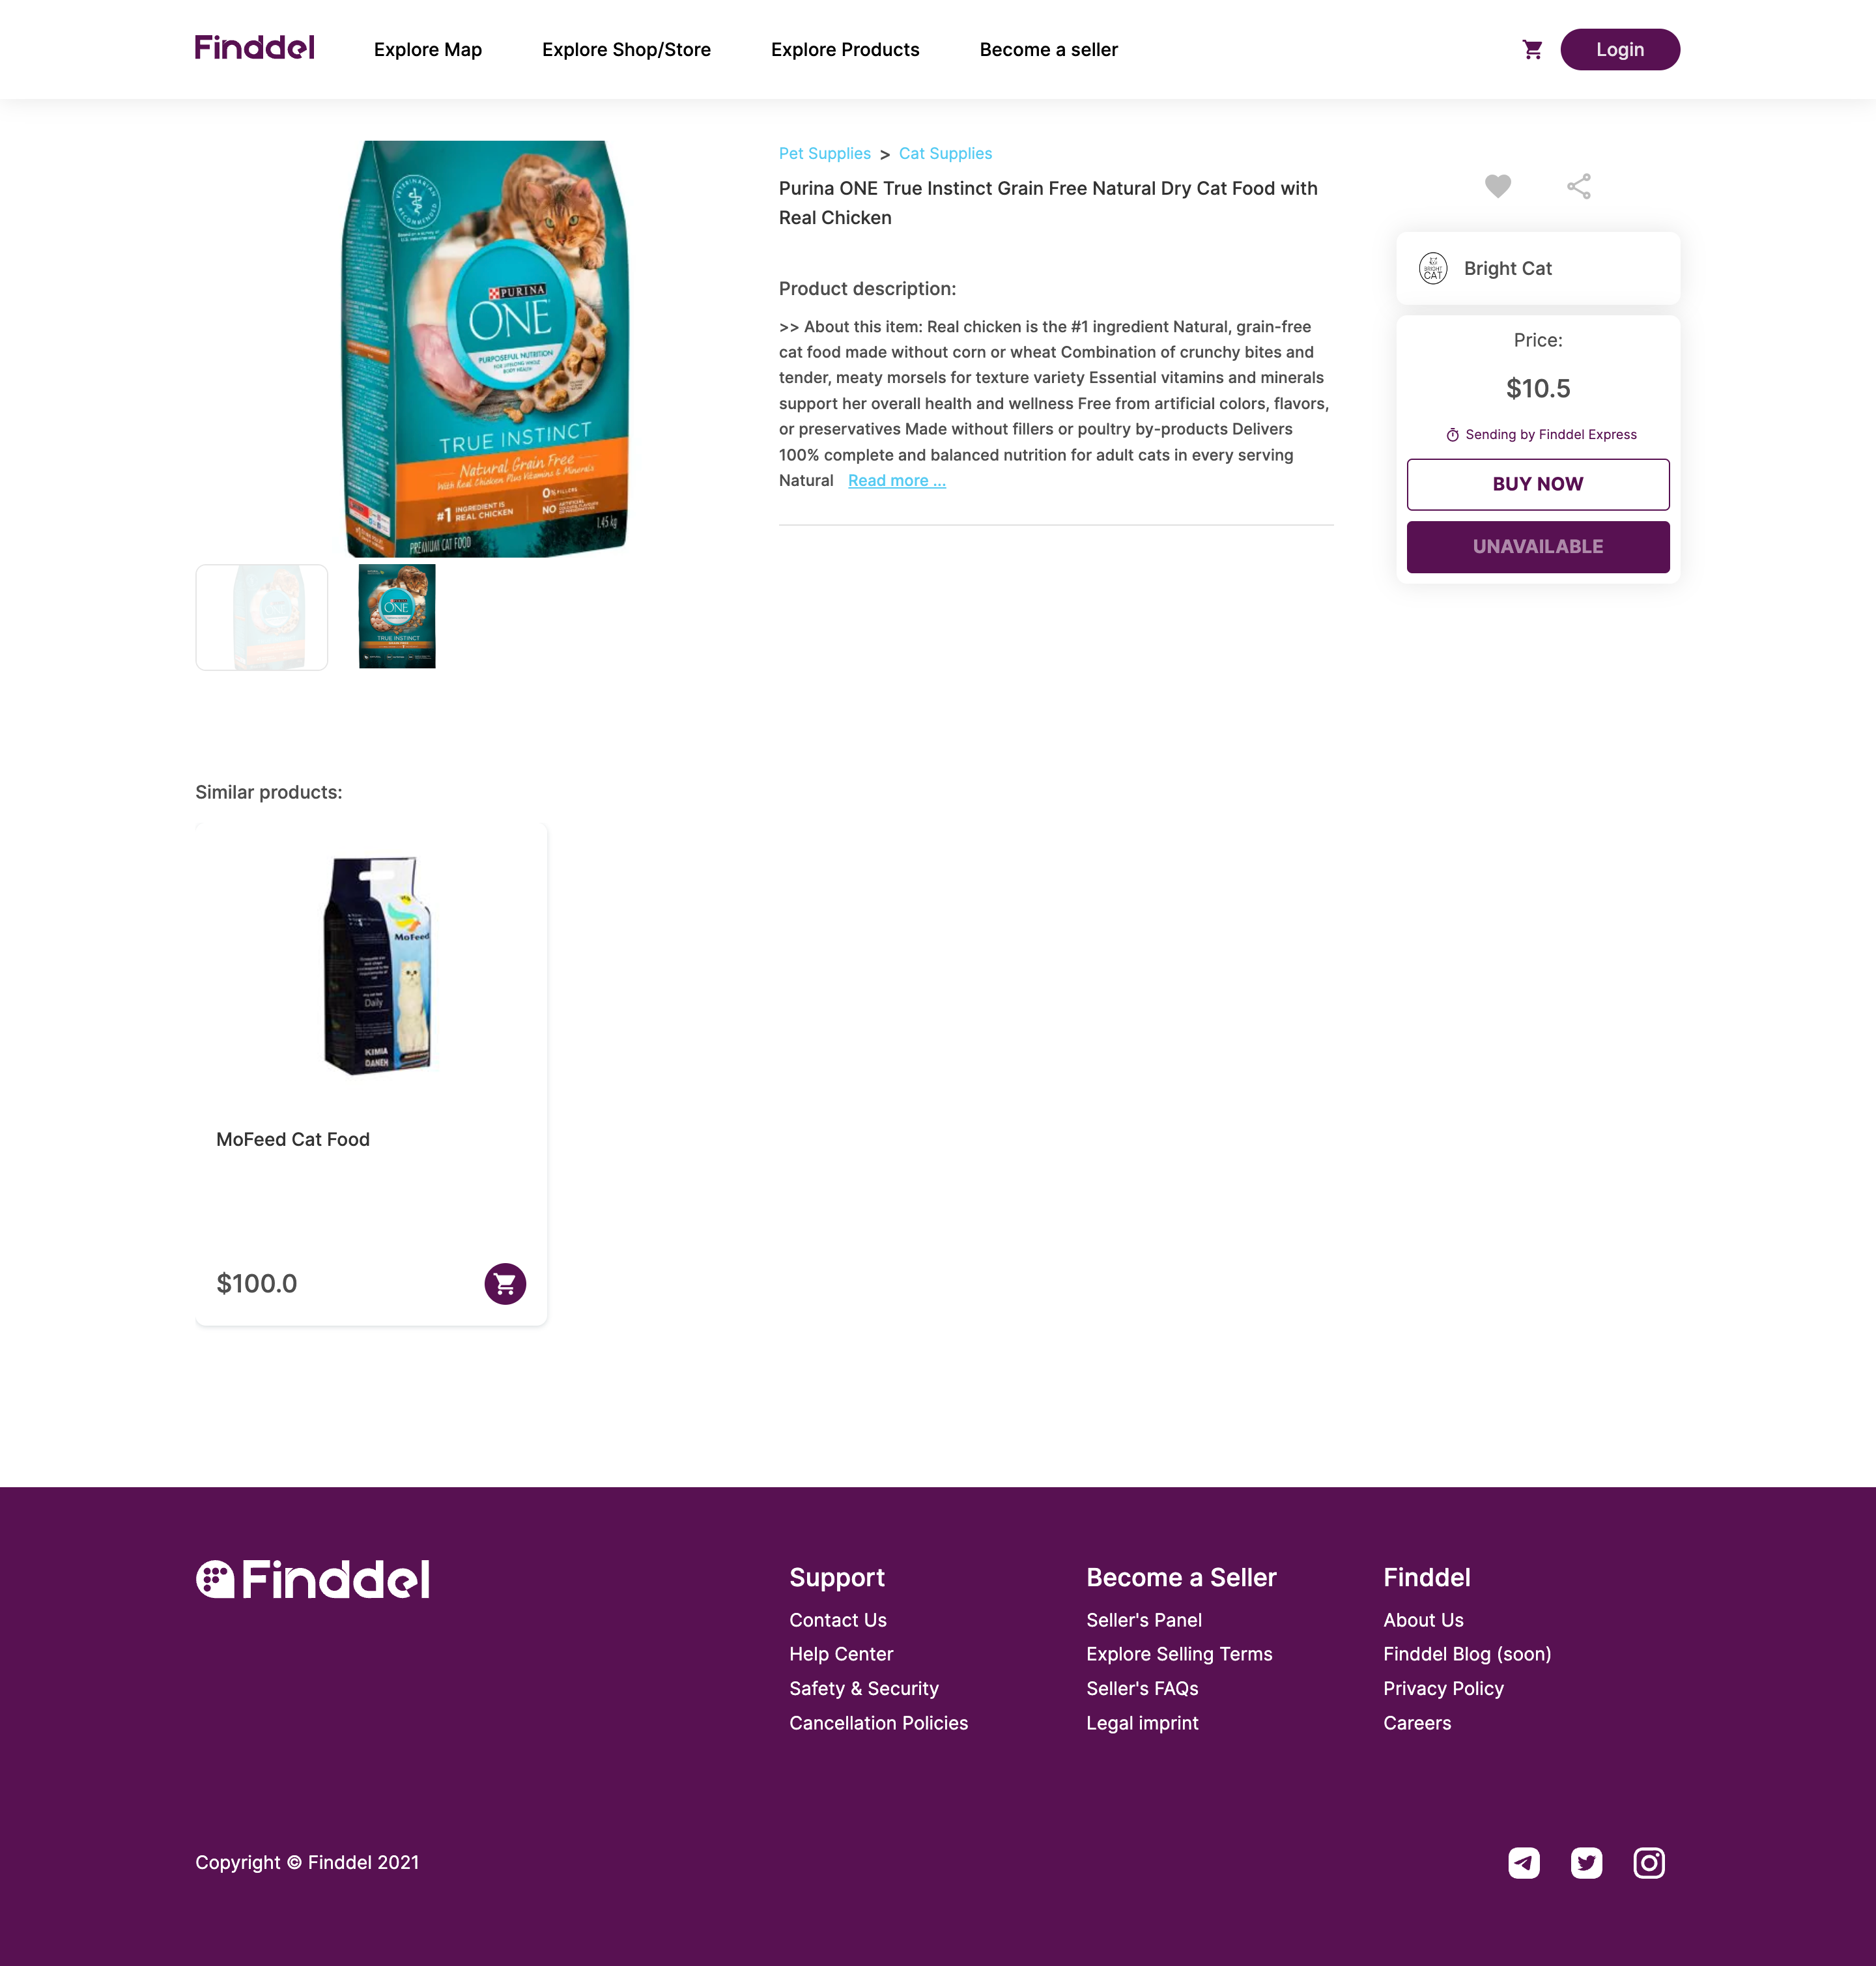 Finddel
Explore Map
Explore Shop/Store
Explore Products
Become a seller
Login
VETERINARIAN RECOMMENDED
PURINA
ONE
PURPOSEFUL NUTRITION
TRUE INSTINCT
Natural Grain Free
With Real Chicken Plus Vitamins & Minerals
#1 INGREDIENT IS
REAL CHICKEN
0% FILLERS
NO ARTIFICIAL
PREMIUM CAT FOOD
1.45 kg
ONE
TRUE INSTINCT
Pet Supplies > Cat Supplies
Purina ONE True Instinct Grain Free Natural Dry Cat Food with
Real Chicken
Product description:
>> About this item: Real chicken is the #1 ingredient Natural, grain-free
cat food made without corn or wheat Combination of crunchy bites and
tender, meaty morsels for texture variety Essential vitamins and minerals
support her overall health and wellness Free from artificial colors, flavors,
or preservatives Made without fillers or poultry by-products Delivers
100% complete and balanced nutrition for adult cats in every serving
Natural Read more ...
BRIGHT
CAT
Bright Cat
Price:
$10.5
Sending by Finddel Express
BUY NOW
UNAVAILABLE
Similar products:
MoFeed
Daily
KIMIA
DANEH
MoFeed Cat Food
$100.0
Finddel
Support
Contact Us
Help Center
Safety & Security
Cancellation Policies
Become a Seller
Seller's Panel
Explore Selling Terms
Seller's FAQs
Legal imprint
Finddel
About Us
Finddel Blog (soon)
Privacy Policy
Careers
Copyright © Finddel 2021